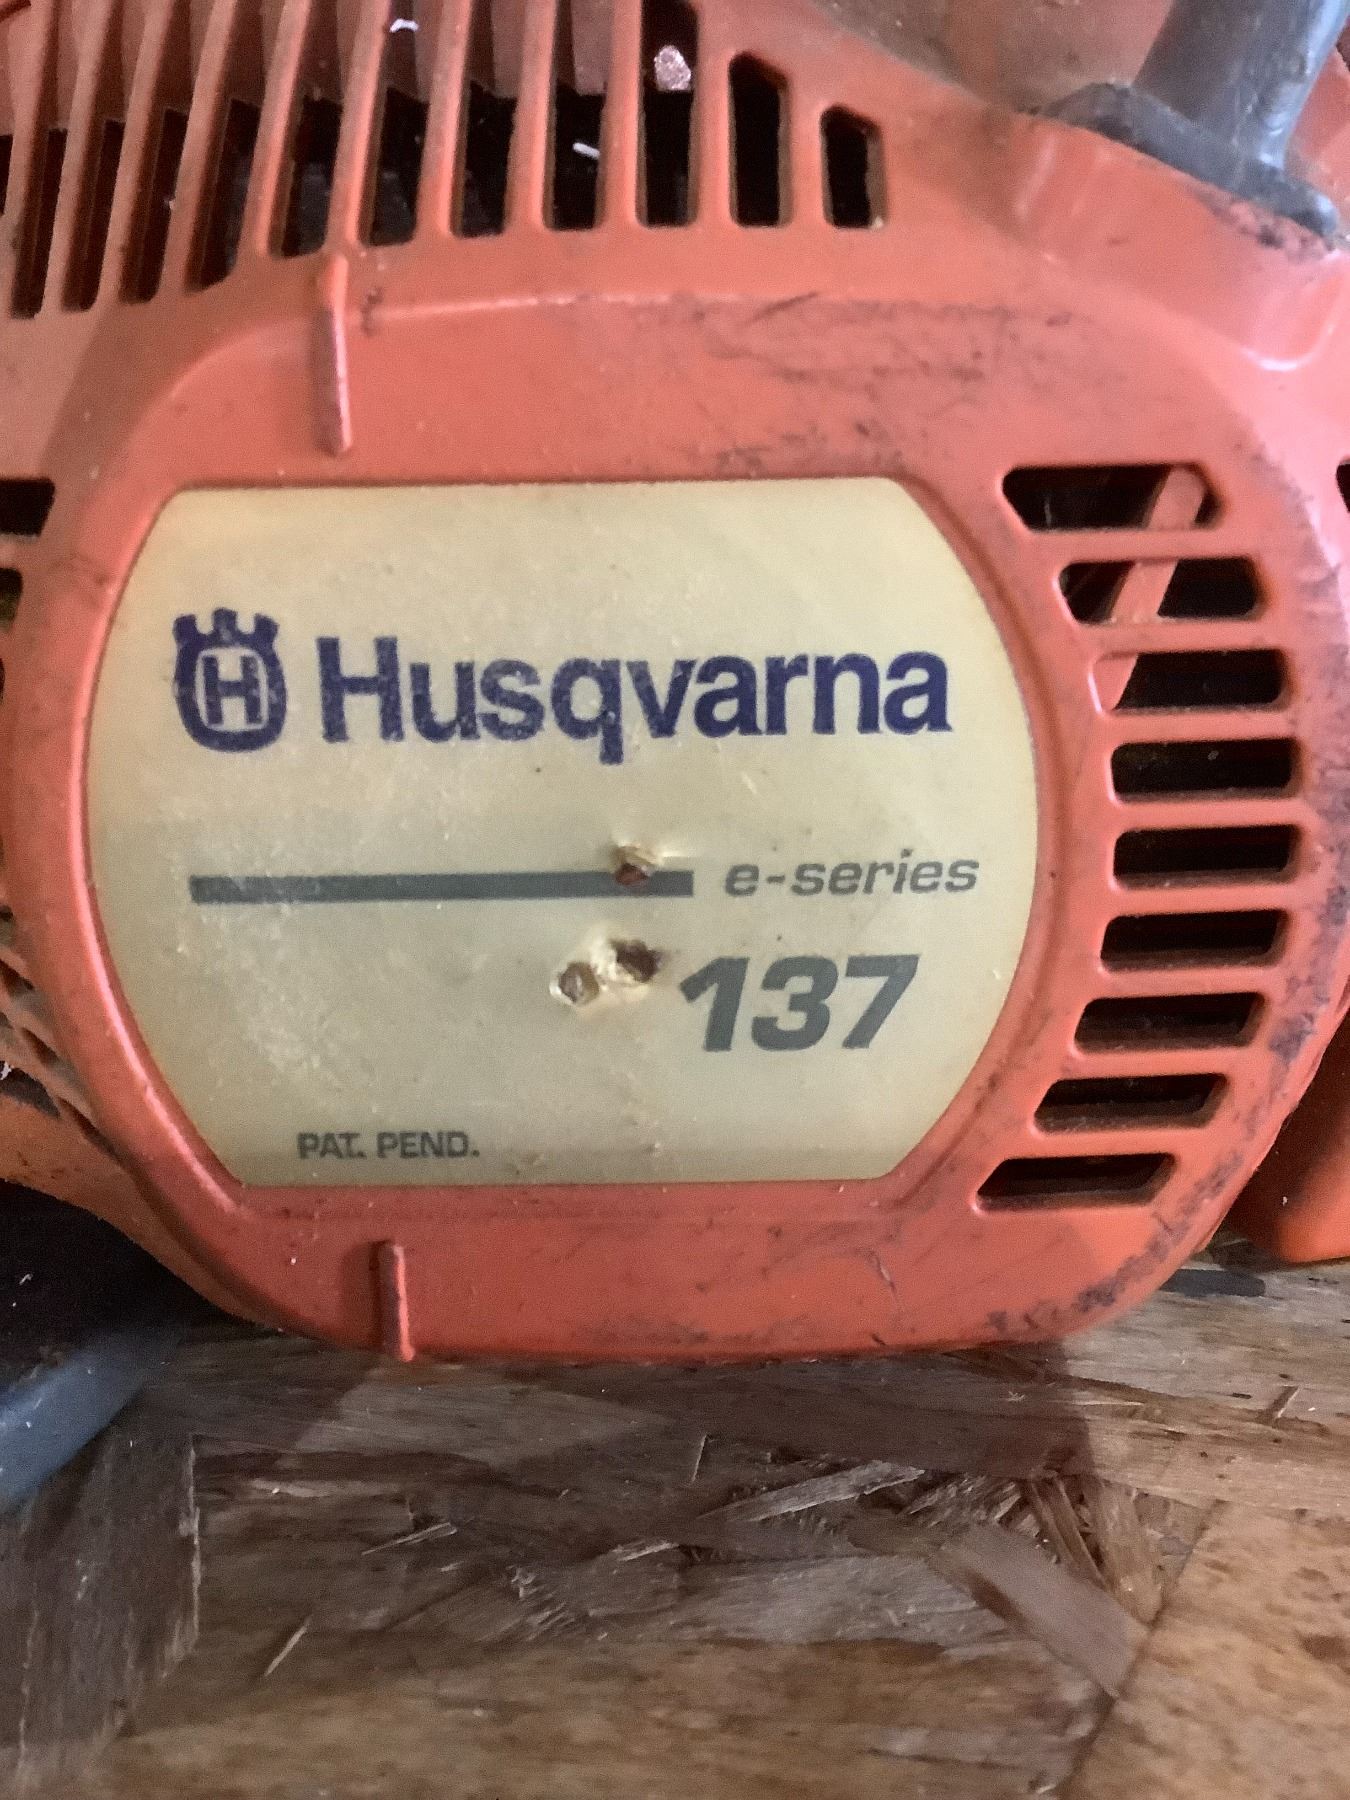 H Husqvarna
e-series
137
PAT. PEND.